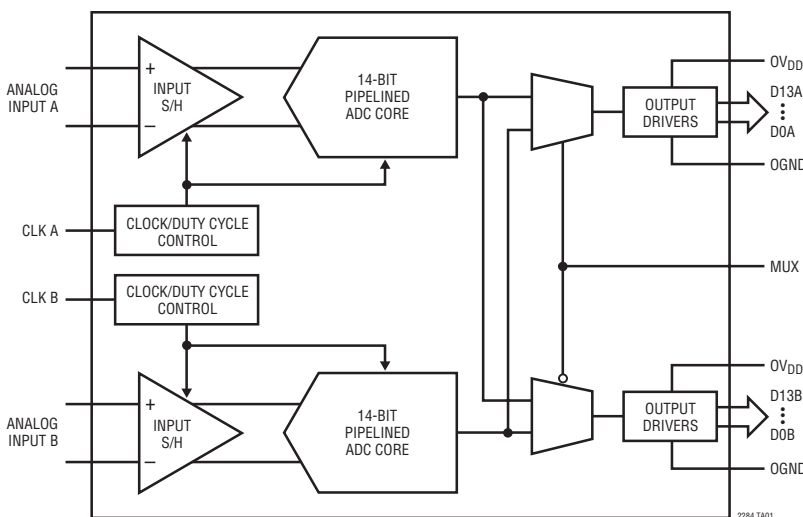 ANALOG
INPUT A
+
−
INPUT
S/H
14-BIT
PIPELINED
ADC CORE
OUTPUT
DRIVERS
OVDD
D13A
D0A
OGND
CLK A
CLOCK/DUTY CYCLE
CONTROL
MUX
CLK B
CLOCK/DUTY CYCLE
CONTROL
ANALOG
INPUT B
+
−
INPUT
S/H
14-BIT
PIPELINED
ADC CORE
OUTPUT
DRIVERS
OVDD
D13B
D0B
OGND
2284 TA01